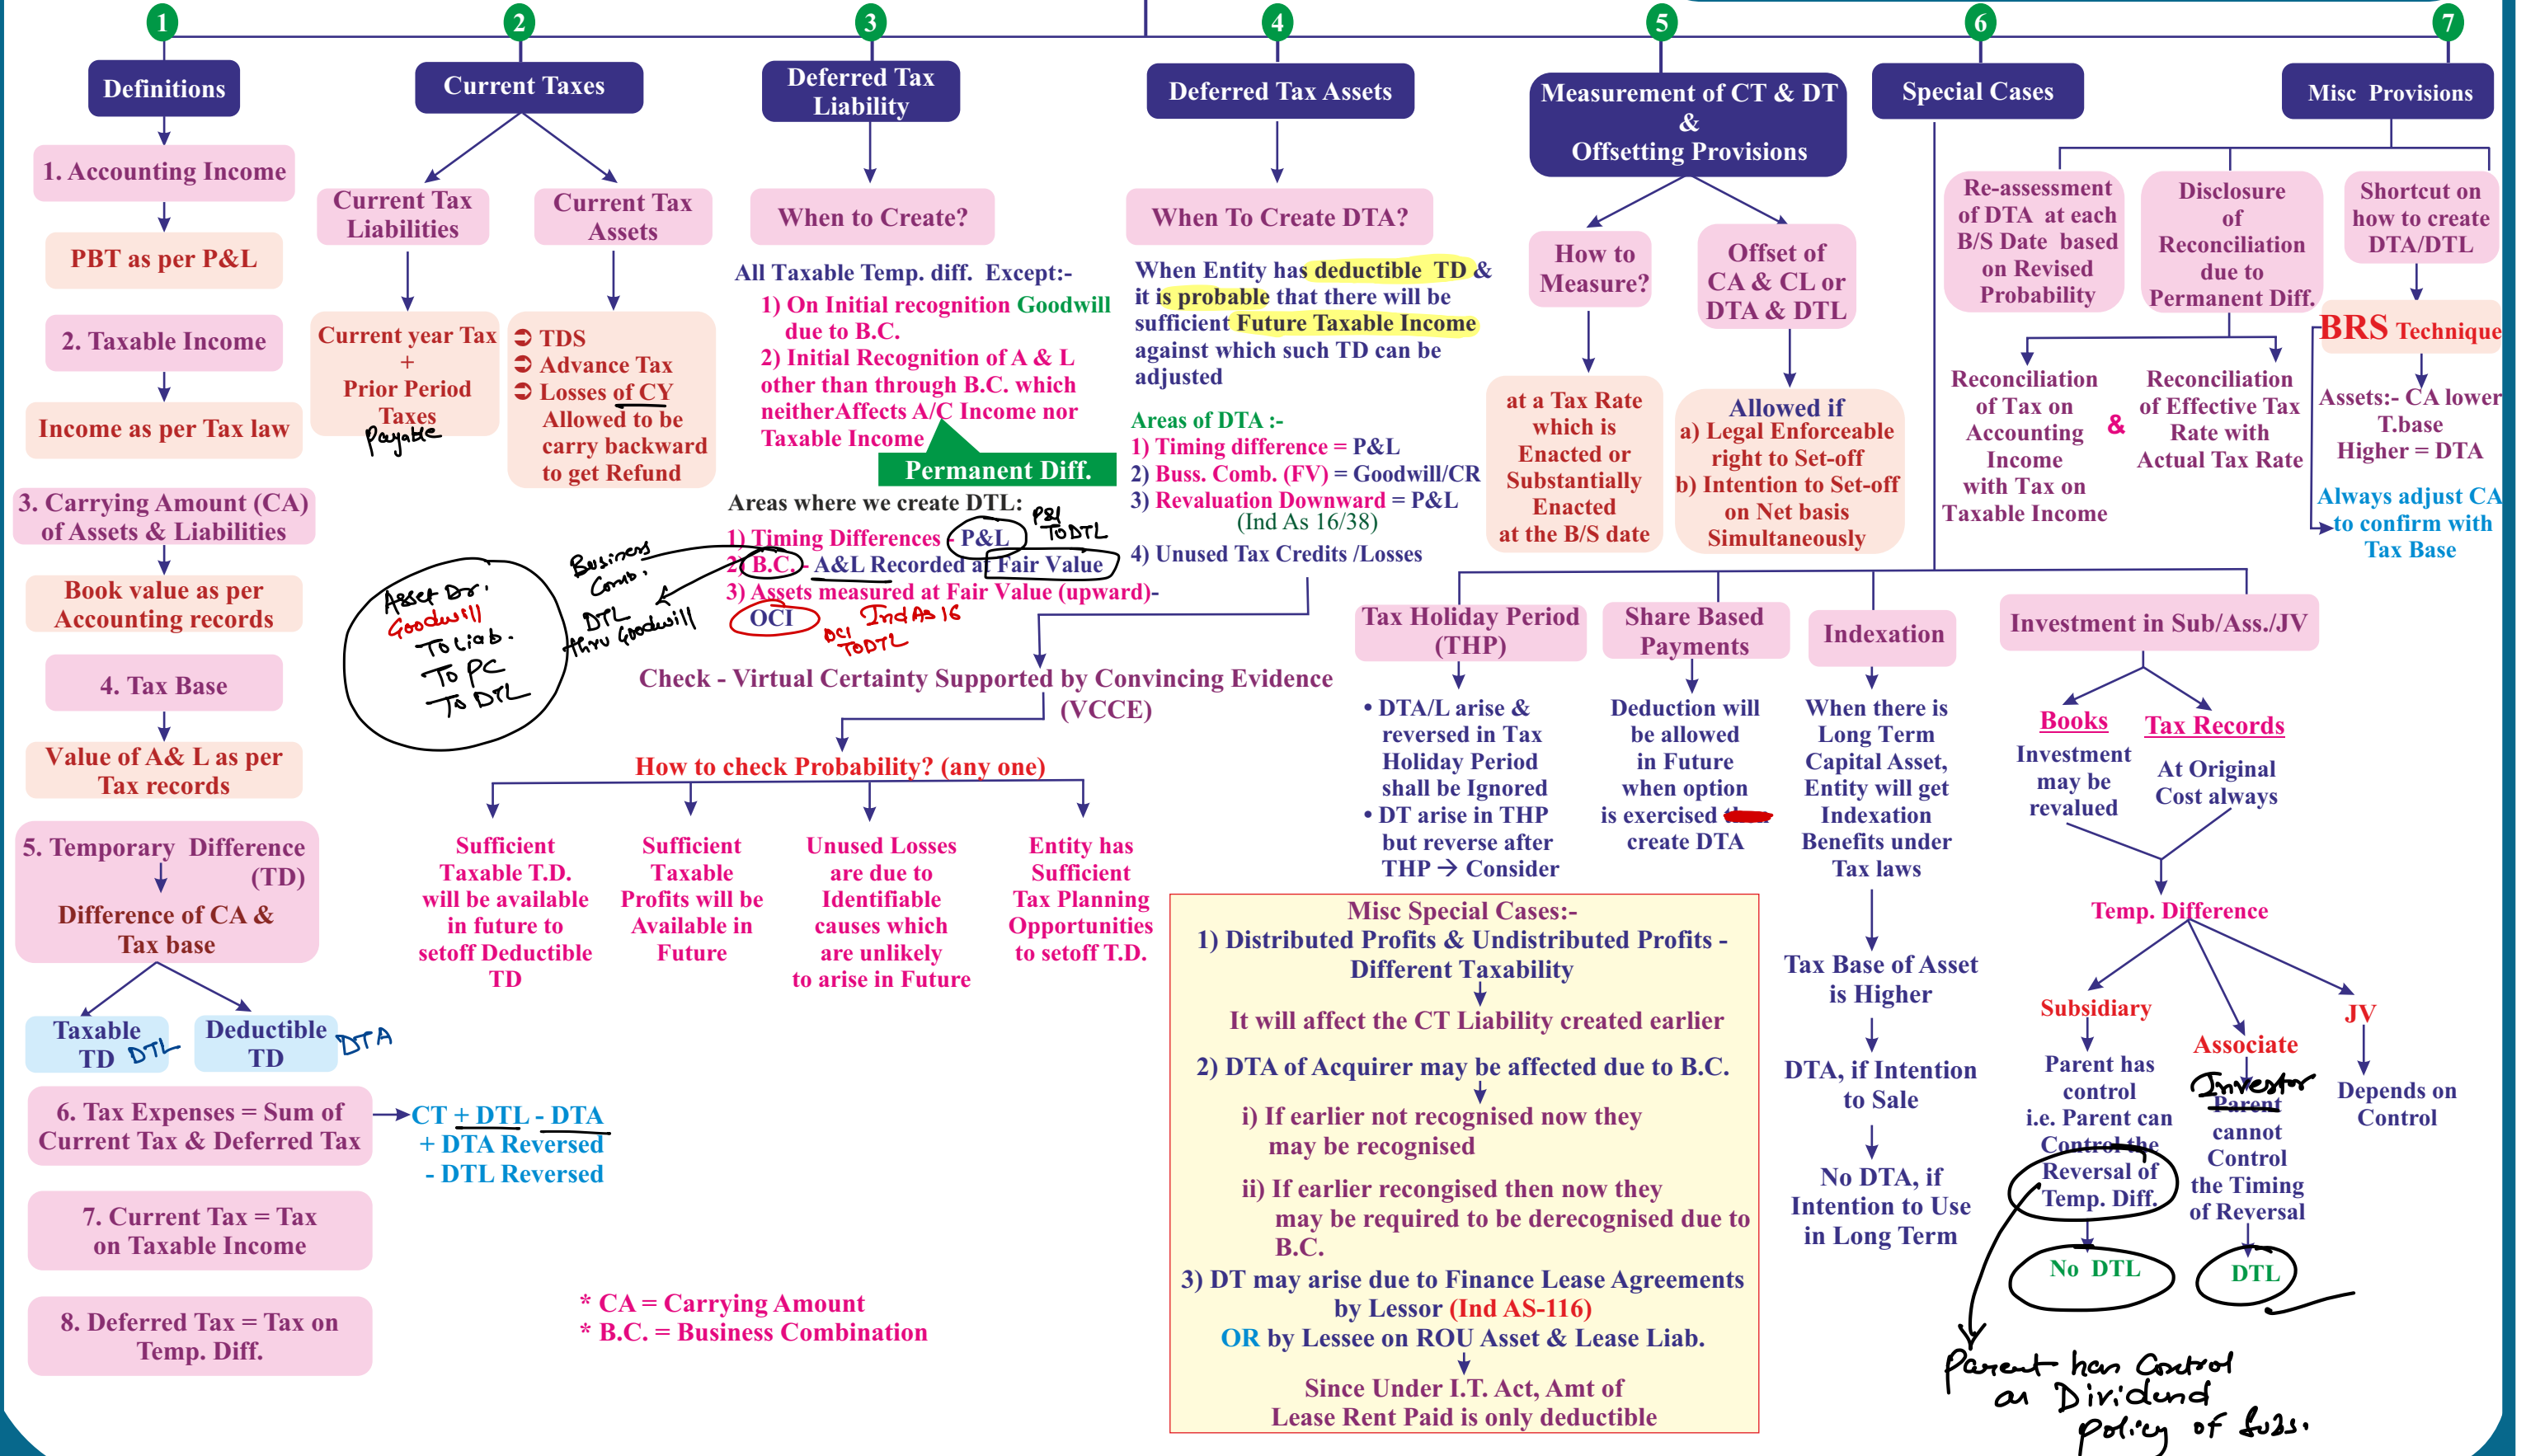 1
2
3
4
5
6
7
Definitions
1. Accounting Income
PBT as per P&L
2. Taxable Income
Income as per Tax law
3. Carrying Amount (CA)
of Assets & Liabilities
Book value as per
Accounting records
4. Tax Base
Value of A& L as per
Tax records
5. Temporary Difference
(TD)
Difference of CA &
Tax base
Taxable
TD DTL
Deductible
TD DTA
6. Tax Expenses = Sum of
Current Tax & Deferred Tax
CT + DTL - DTA
+ DTA Reversed
- DTL Reversed
7. Current Tax = Tax
on Taxable Income
8. Deferred Tax = Tax on
Temp. Diff.
Current Taxes
Current Tax
Liabilities
Current year Tax
+
Prior Period
Taxes
Payable
Current Tax
Assets
➲ TDS
➲ Advance Tax
➲ Losses of CY
Allowed to be
carry backward
to get Refund
Deferred Tax
Liability
When to Create?
All Taxable Temp. diff. Except:-
1) On Initial recognition Goodwill
due to B.C.
2) Initial Recognition of A & L
other than through B.C. which
neitherAffects A/C Income nor
Taxable Income
Permanent Diff.
Areas where we create DTL:
1) Timing Differences - P&L
P&l
To DTL
2) B.C. - A&L Recorded at Fair Value
3) Assets measured at Fair Value (upward)-
OCI
Ind As 16
OCI
To DTL
Business
Comb.
DTL
thru Goodwill
Asset Dr.
Goodwill
To Liab.
To PC
To DTL
Deferred Tax Assets
When To Create DTA?
When Entity has deductible TD &
it is probable that there will be
sufficient Future Taxable Income
against which such TD can be
adjusted
Areas of DTA :-
1) Timing difference = P&L
2) Buss. Comb. (FV) = Goodwill/CR
3) Revaluation Downward = P&L
(Ind As 16/38)
4) Unused Tax Credits /Losses
Check - Virtual Certainty Supported by Convincing Evidence
(VCCE)
How to check Probability? (any one)
Sufficient
Taxable T.D.
will be available
in future to
setoff Deductible
TD
Sufficient
Taxable
Profits will be
Available in
Future
Unused Losses
are due to
Identifiable
causes which
are unlikely
to arise in Future
Entity has
Sufficient
Tax Planning
Opportunities
to setoff T.D.
* CA = Carrying Amount
* B.C. = Business Combination
Measurement of CT & DT
&
Offsetting Provisions
How to
Measure?
at a Tax Rate
which is
Enacted or
Substantially
Enacted
at the B/S date
Offset of
CA & CL or
DTA & DTL
Allowed if
a) Legal Enforceable
right to Set-off
b) Intention to Set-off
on Net basis
Simultaneously
Special Cases
Tax Holiday Period
(THP)
• DTA/L arise &
reversed in Tax
Holiday Period
shall be Ignored
• DT arise in THP
but reverse after
THP → Consider
Share Based
Payments
Deduction will
be allowed
in Future
when option
is exercised
create DTA
Indexation
When there is
Long Term
Capital Asset,
Entity will get
Indexation
Benefits under
Tax laws
Tax Base of Asset
is Higher
DTA, if Intention
to Sale
No DTA, if
Intention to Use
in Long Term
Investment in Sub/Ass./JV
Books
Investment
may be
revalued
Tax Records
At Original
Cost always
Temp. Difference
Subsidiary
Parent has
control
i.e. Parent can
Control the
Reversal of
Temp. Diff.
No DTL
Associate
Investor
Parent
cannot
Control
the Timing
of Reversal
DTL
JV
Depends on
Control
Parent has Control
on Dividend
policy of Subs.
Misc Special Cases:-
1) Distributed Profits & Undistributed Profits -
Different Taxability
It will affect the CT Liability created earlier
2) DTA of Acquirer may be affected due to B.C.
i) If earlier not recognised now they
may be recognised
ii) If earlier recongised then now they
may be required to be derecognised due to
B.C.
3) DT may arise due to Finance Lease Agreements
by Lessor (Ind AS-116)
OR by Lessee on ROU Asset & Lease Liab.
Since Under I.T. Act, Amt of
Lease Rent Paid is only deductible
Misc Provisions
Re-assessment
of DTA at each
B/S Date based
on Revised
Probability
Disclosure
of
Reconciliation
due to
Permanent Diff.
Reconciliation
of Tax on
Accounting
Income
with Tax on
Taxable Income
&
Reconciliation
of Effective Tax
Rate with
Actual Tax Rate
Shortcut on
how to create
DTA/DTL
BRS Technique
Assets:- CA lower
T.base
Higher = DTA
Always adjust CA
to confirm with
Tax Base